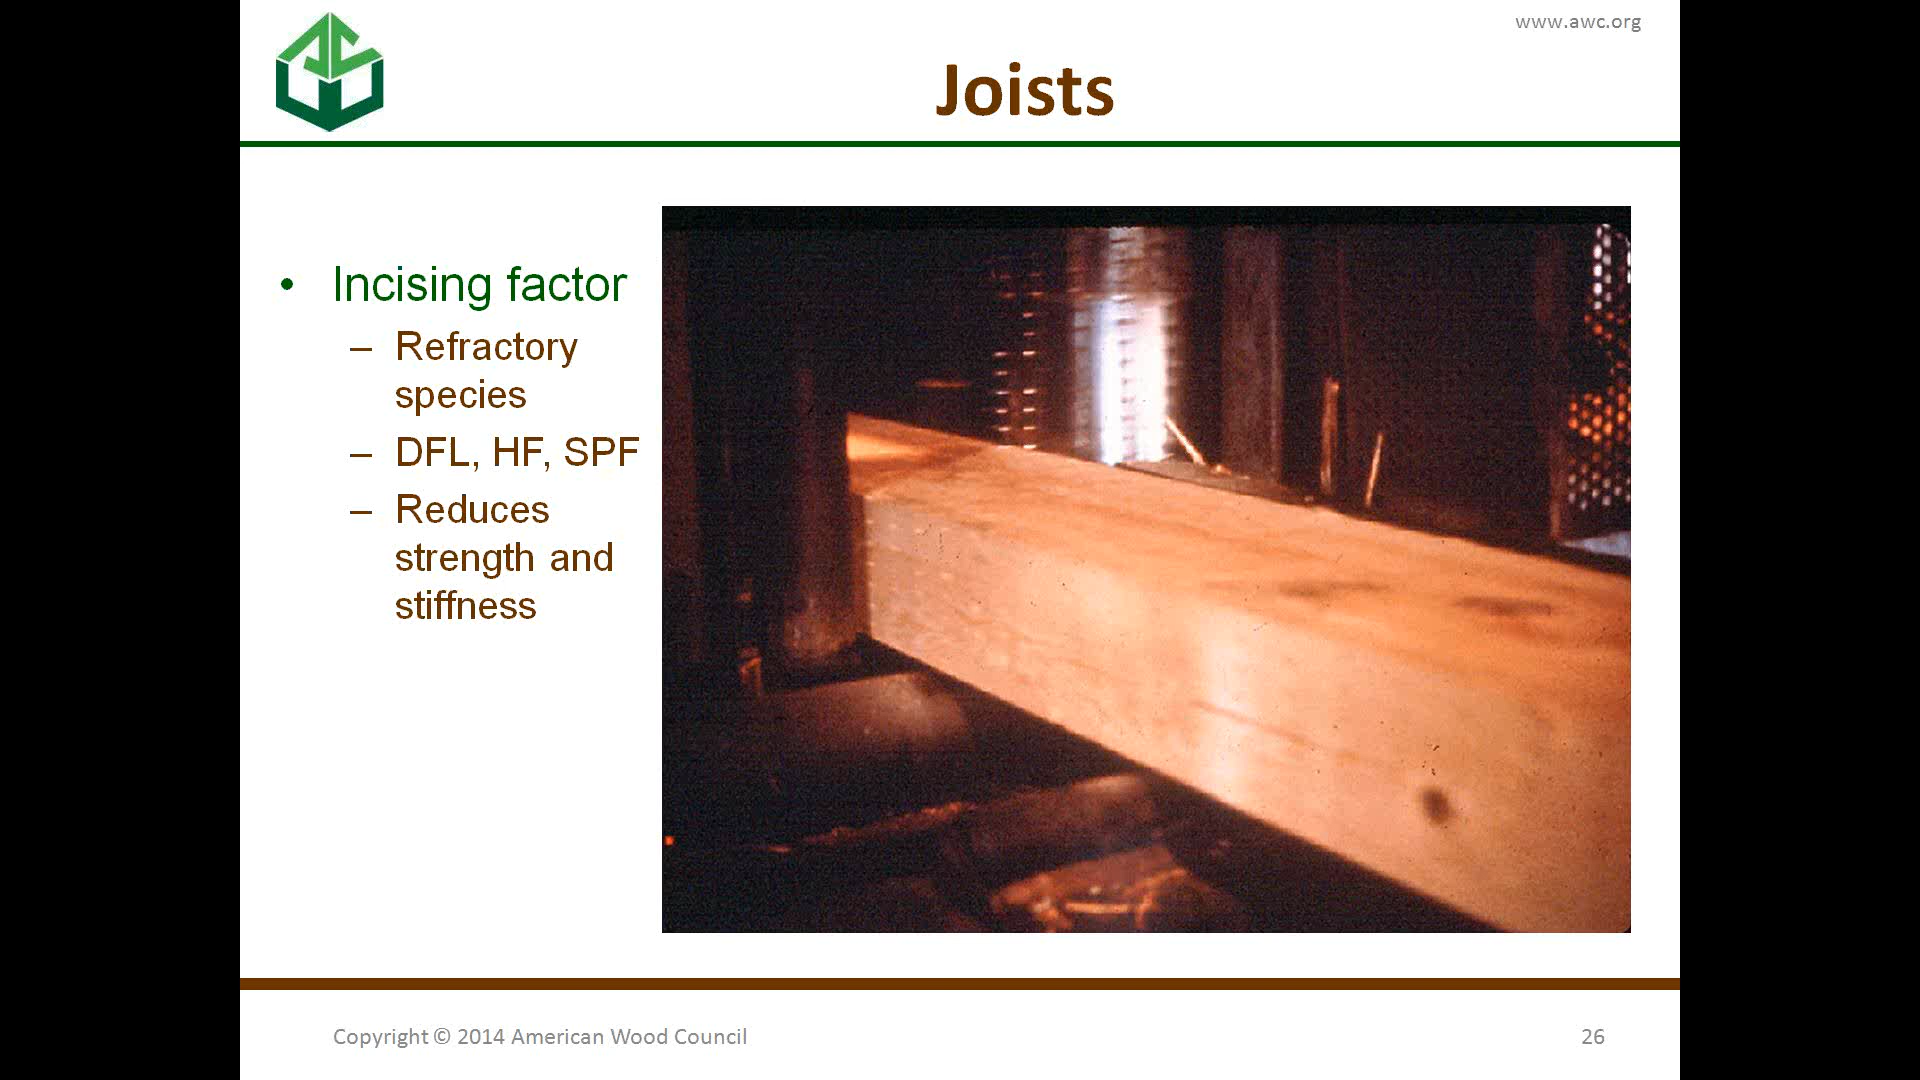 www.awc.org
Joists
• Incising factor
– Refractory
species
– DFL, HF, SPF
– Reduces
strength and
stiffness
Copyright © 2014 American Wood Council
26